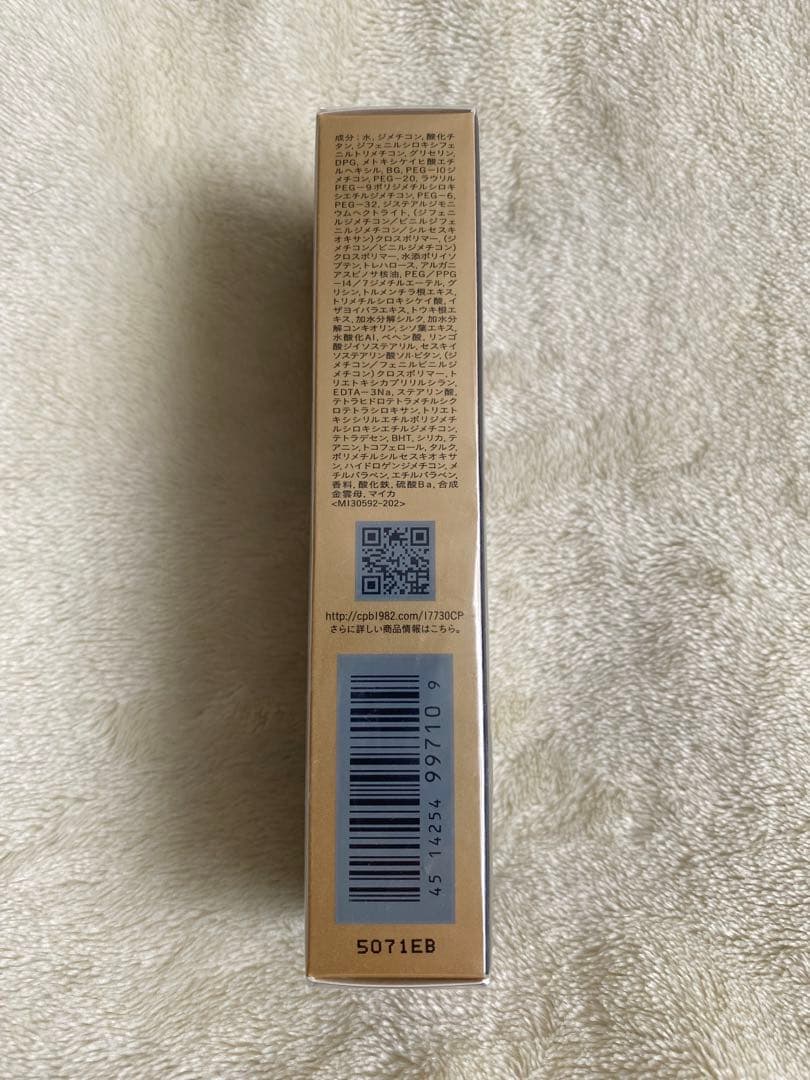 成分：水，ジメチコン，酸化チ
タン，ジフェニルシロキシフェ
ニルトリメチコン，グリセリン，
DPG，メトキシケイヒ酸エチ
ルヘキシル，BG，PEG－10ジ
メチコン，PEG－20，ラウリル
PEG－9ポリジメチルシロキ
シエチルジメチコン，PEG－6，
PEG－32，ジステアルジモニ
ウムヘクトライト，（ジフェニ
ルジメチコン／ビニルジフェ
ニルジメチコン／シルセスキ
オキサン）クロスポリマー，（ジ
メチコン／ビニルジメチコン）
クロスポリマー，水添ポリイソ
ブテン，トレハロース，アルガニ
アスピノサ核油，PEG／PPG
－14／7ジメチルエーテル，グ
リシン，トルメンチラ根エキス，
トリメチルシロキシケイ酸，イ
ザヨイバラエキス，トウキ根エ
キス，加水分解シルク，加水分
解コンキオリン，シソ葉エキス，
水酸化Al，ベヘン酸，リンゴ
酸ジイソステアリル，セスキイ
ソステアリン酸ソルビタン，（ジ
メチコン／フェニルビニルジ
メチコン）クロスポリマー，ト
リエトキシカプリリルシラン，
EDTA－3Na，ステアリン酸，
テトラヒドロテトラメチルシク
ロテトラシロキサン，トリエト
キシシリルエチルポリジメチ
ルシロキシエチルジメチコン，
テトラデセン，BHT，シリカ，テ
アニン，トコフェロール，タルク，
ポリメチルシルセスキオキサ
ン，ハイドロゲンジメチコン，メ
チルパラベン，エチルパラベン，
香料，酸化鉄，硫酸Ba，合成
金雲母，マイカ
<MI30592-202>
http://cpb1982.com/17730CP
さらに詳しい商品情報はこちら。
45 14254 99710 9
5071EB